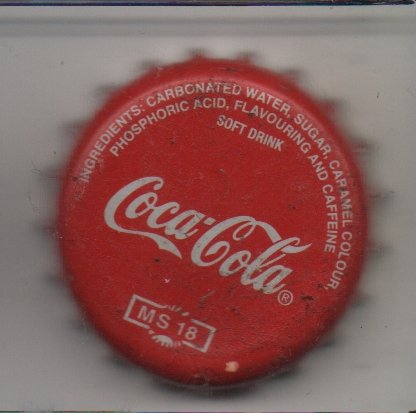 INGREDIENTS: CARBONATED WATER, SUGAR, CARAMEL COLOUR,
PHOSPHORIC ACID, FLAVOURING AND CAFFEINE
SOFT DRINK
Coca-Cola®
MS 18